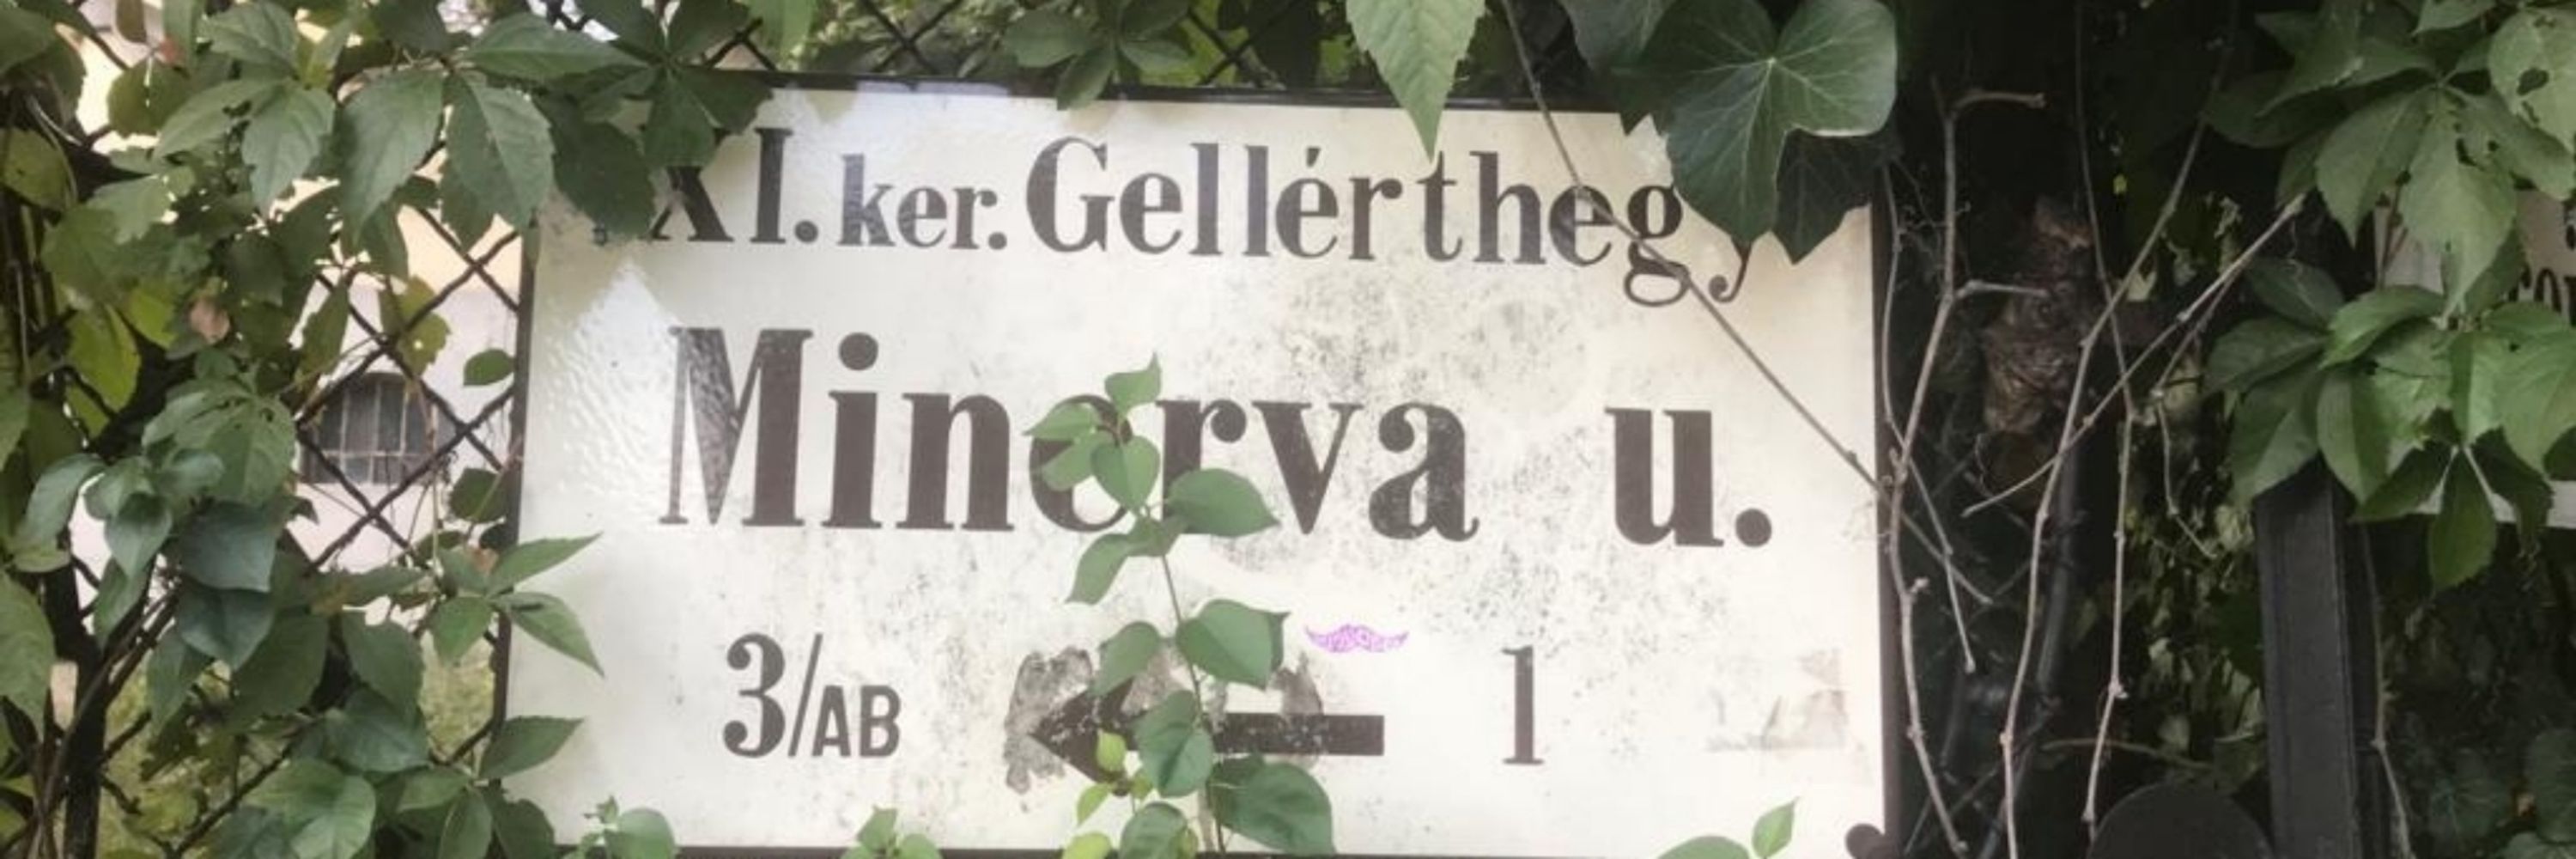 XI. ker. Gellérthegy
Minerva u.
3/AB 1